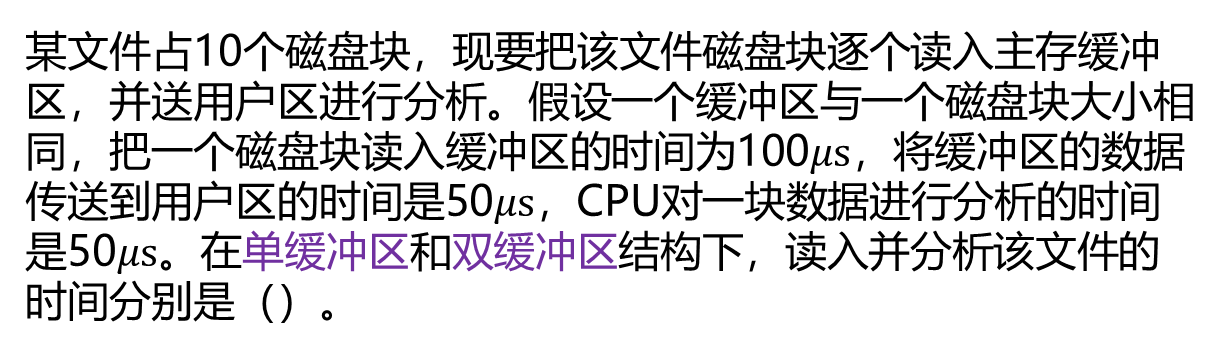 某文件占10个磁盘块，现要把该文件磁盘块逐个读入主存缓冲
区，并送用户区进行分析。假设一个缓冲区与一个磁盘块大小相
同，把一个磁盘块读入缓冲区的时间为100μs，将缓冲区的数据
传送到用户区的时间是50μs，CPU对一块数据进行分析的时间
是50μs。在单缓冲区和双缓冲区结构下，读入并分析该文件的
时间分别是（）。